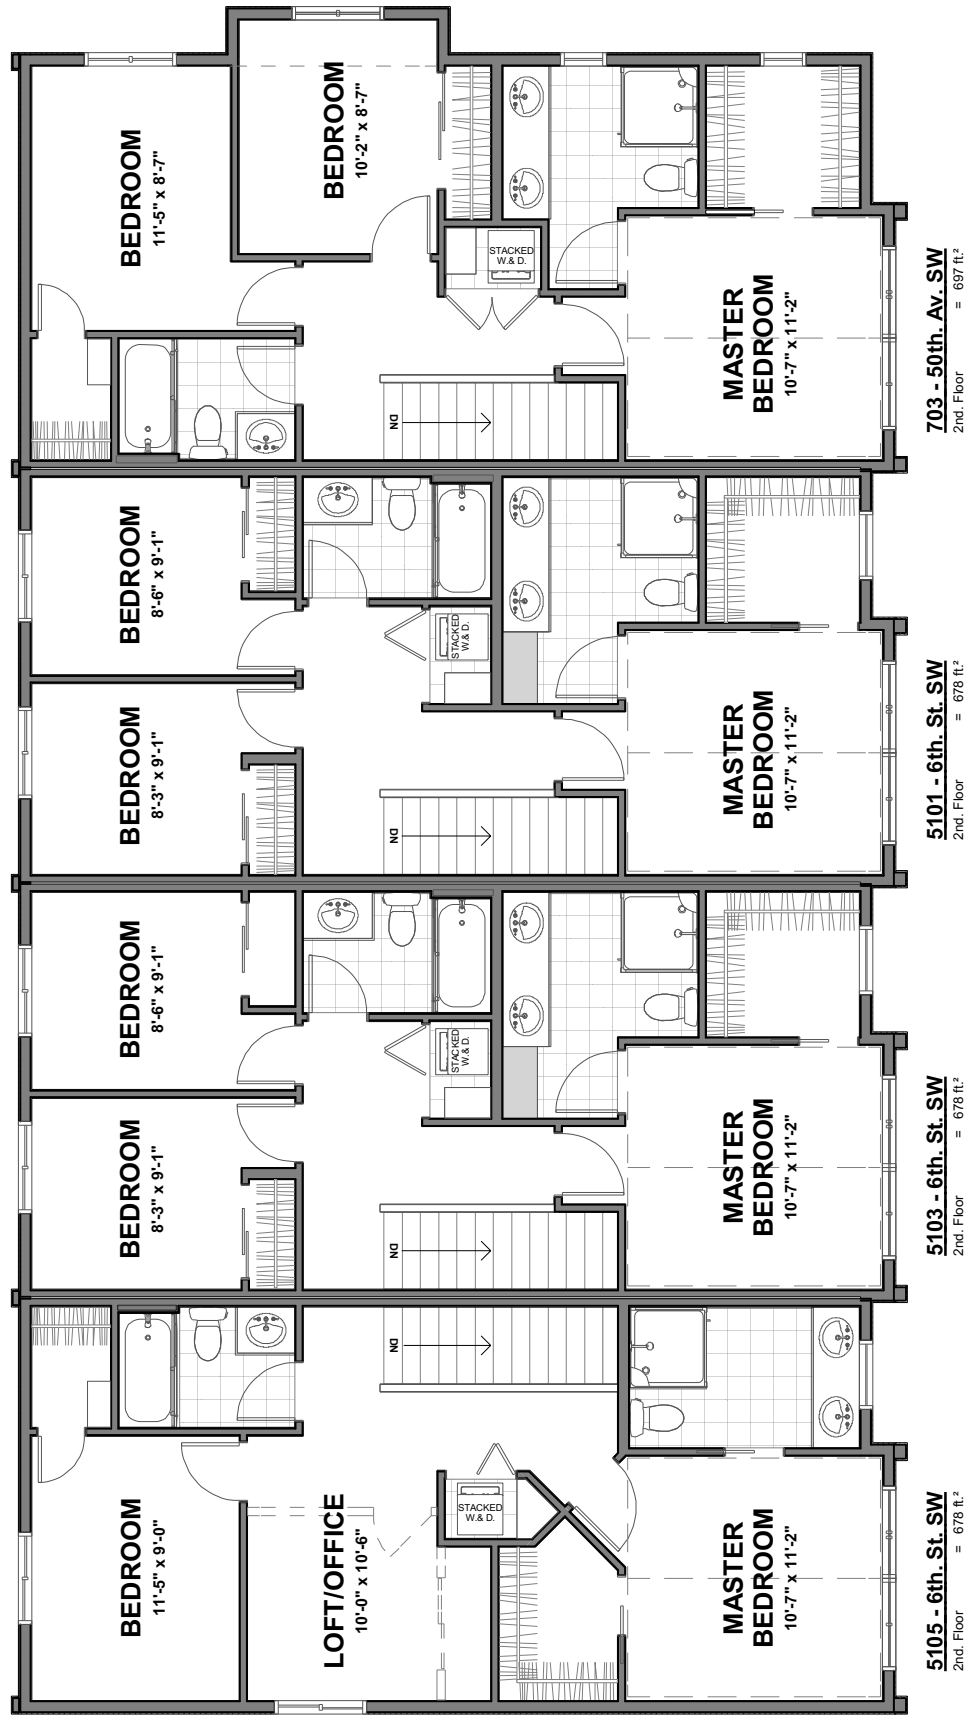 BEDROOM
11'-5" x 8'-7"
BEDROOM
10'-2" x 8'-7"
STACKED
W.& D.
DN
MASTER
BEDROOM
10'-7" x 11'-2"
703 - 50th. Av. SW
2nd. Floor = 697 ft.²
BEDROOM
8'-6" x 9'-1"
BEDROOM
8'-3" x 9'-1"
STACKED
W.& D.
DN
MASTER
BEDROOM
10'-7" x 11'-2"
5101 - 6th. St. SW
2nd. Floor = 678 ft.²
BEDROOM
8'-6" x 9'-1"
BEDROOM
8'-3" x 9'-1"
STACKED
W.& D.
DN
MASTER
BEDROOM
10'-7" x 11'-2"
5103 - 6th. St. SW
2nd. Floor = 678 ft.²
BEDROOM
11'-5" x 9'-0"
LOFT/OFFICE
10'-0" x 10'-6"
DN
STACKED
W.& D.
MASTER
BEDROOM
10'-7" x 11'-2"
5105 - 6th. St. SW
2nd. Floor = 678 ft.²